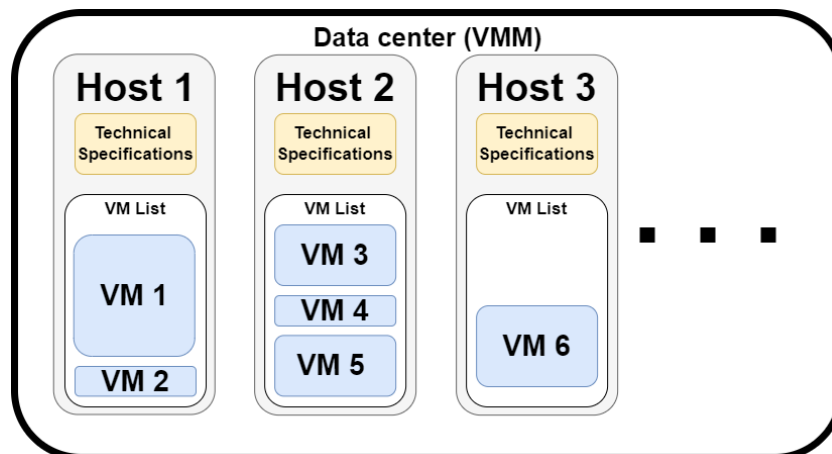 Data center (VMM)
Host 1
Technical
Specifications
VM List
VM 1
VM 2
Host 2
Technical
Specifications
VM List
VM 3
VM 4
VM 5
Host 3
Technical
Specifications
VM List
VM 6